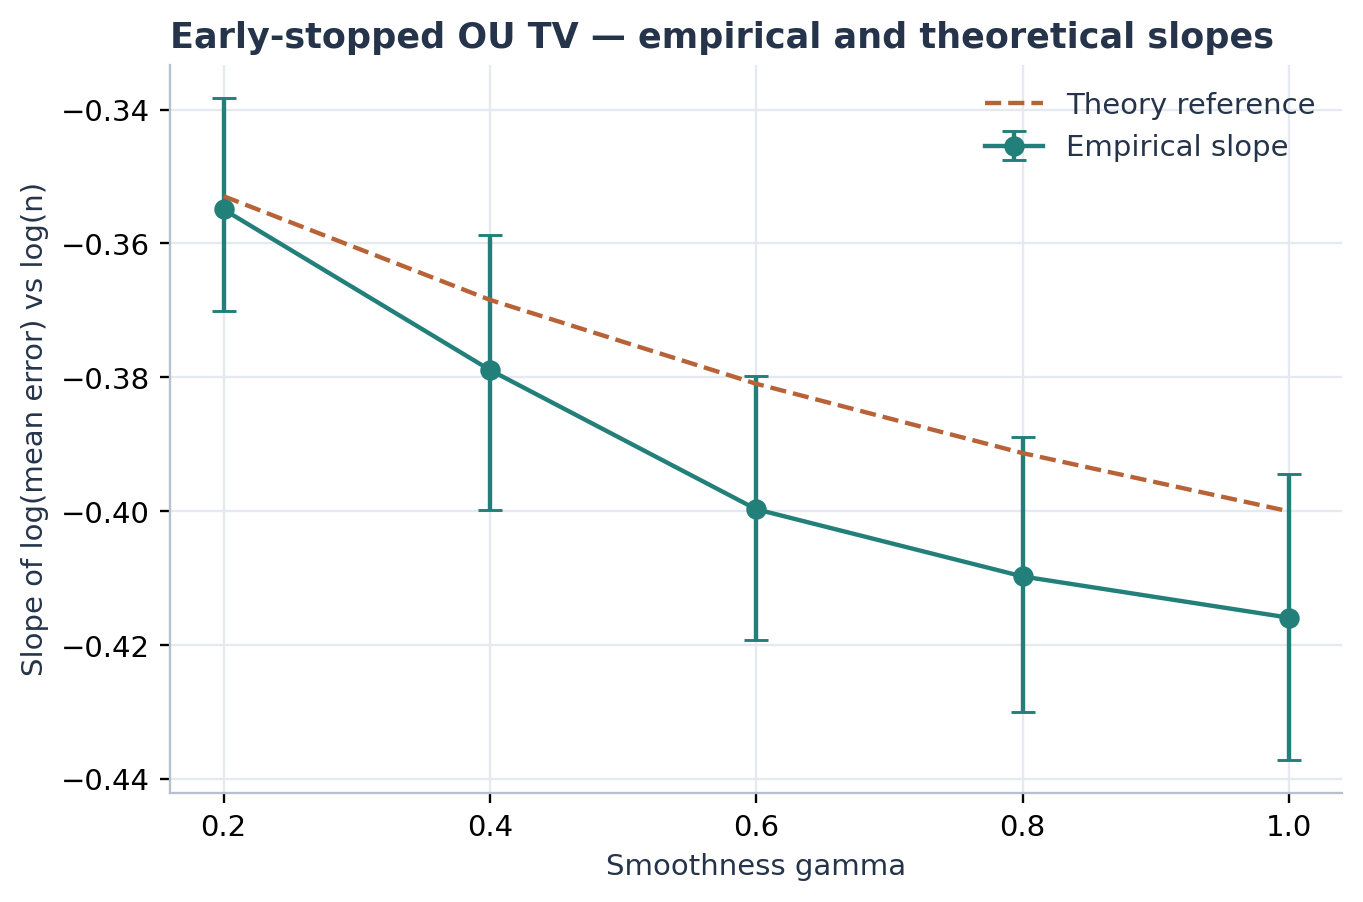 Early-stopped OU TV — empirical and theoretical slopes
Theory reference
Empirical slope
Slope of log(mean error) vs log(n)
−0.34
−0.36
−0.38
−0.40
−0.42
−0.44
0.2
0.4
0.6
0.8
1.0
Smoothness gamma